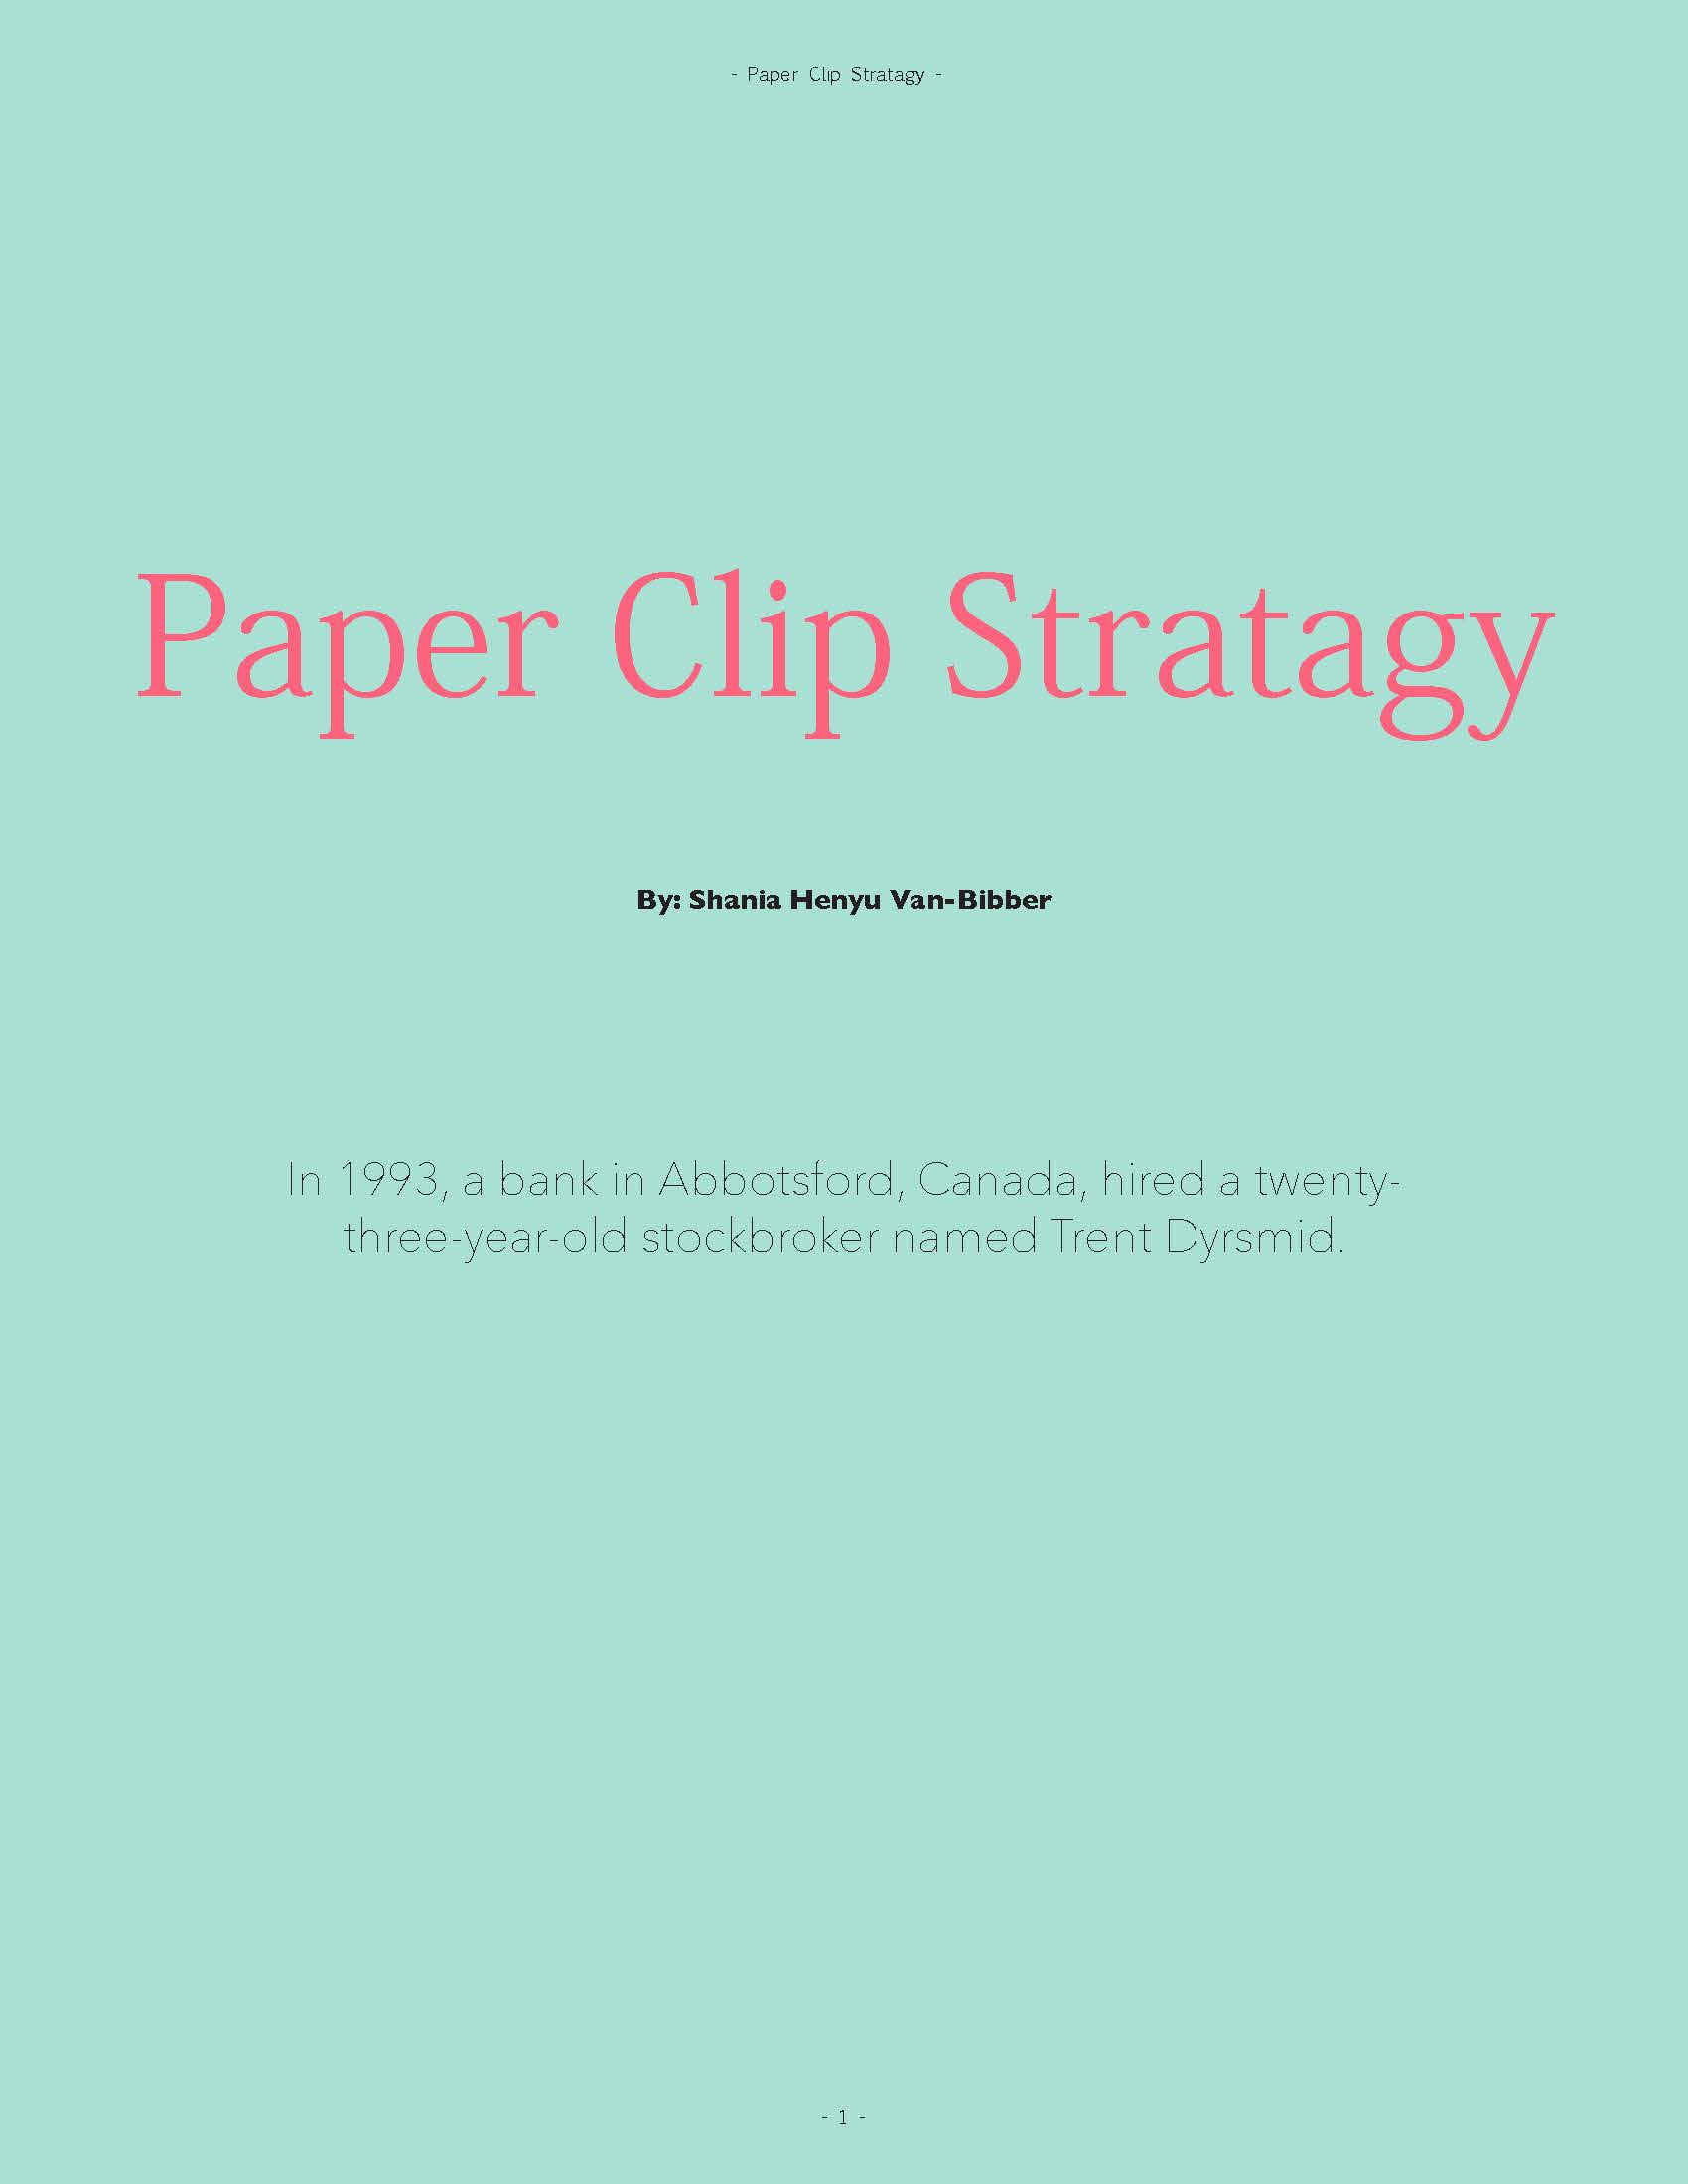 - Paper Clip Stratagy -
Paper Clip Stratagy
By: Shania Henyu Van-Bibber
In 1993, a bank in Abbotsford, Canada, hired a twenty-
three-year-old stockbroker named Trent Dyrsmid.
- 1 -